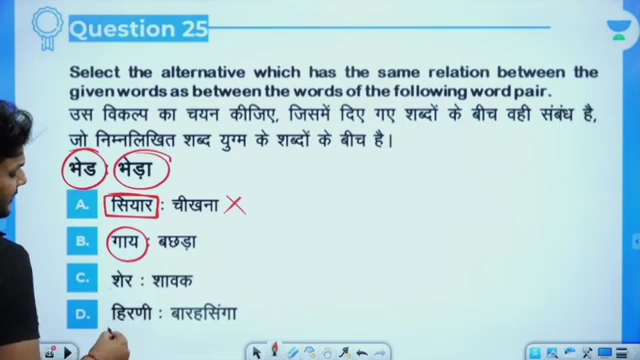 Question 25
Select the alternative which has the same relation between the
given words as between the words of the following word pair.
उस विकल्प का चयन कीजिए, जिसमें दिए गए शब्दों के बीच वही संबंध है,
जो निम्नलिखित शब्द युग्म के शब्दों के बीच है।
भेड : भेड़ा
A. सियार : चीखना
B. गाय : बछड़ा
C. शेर : शावक
D. हिरणी : बारहसिंगा